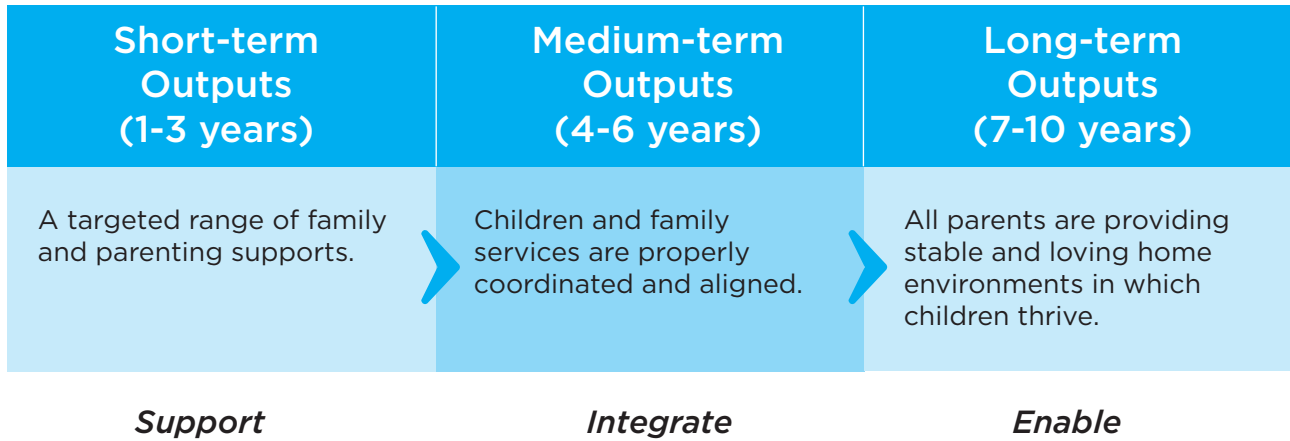 Short-term
Outputs
(1-3 years)
Medium-term
Outputs
(4-6 years)
Long-term
Outputs
(7-10 years)
A targeted range of family
and parenting supports.
Children and family
services are properly
coordinated and aligned.
All parents are providing
stable and loving home
environments in which
children thrive.
Support
Integrate
Enable